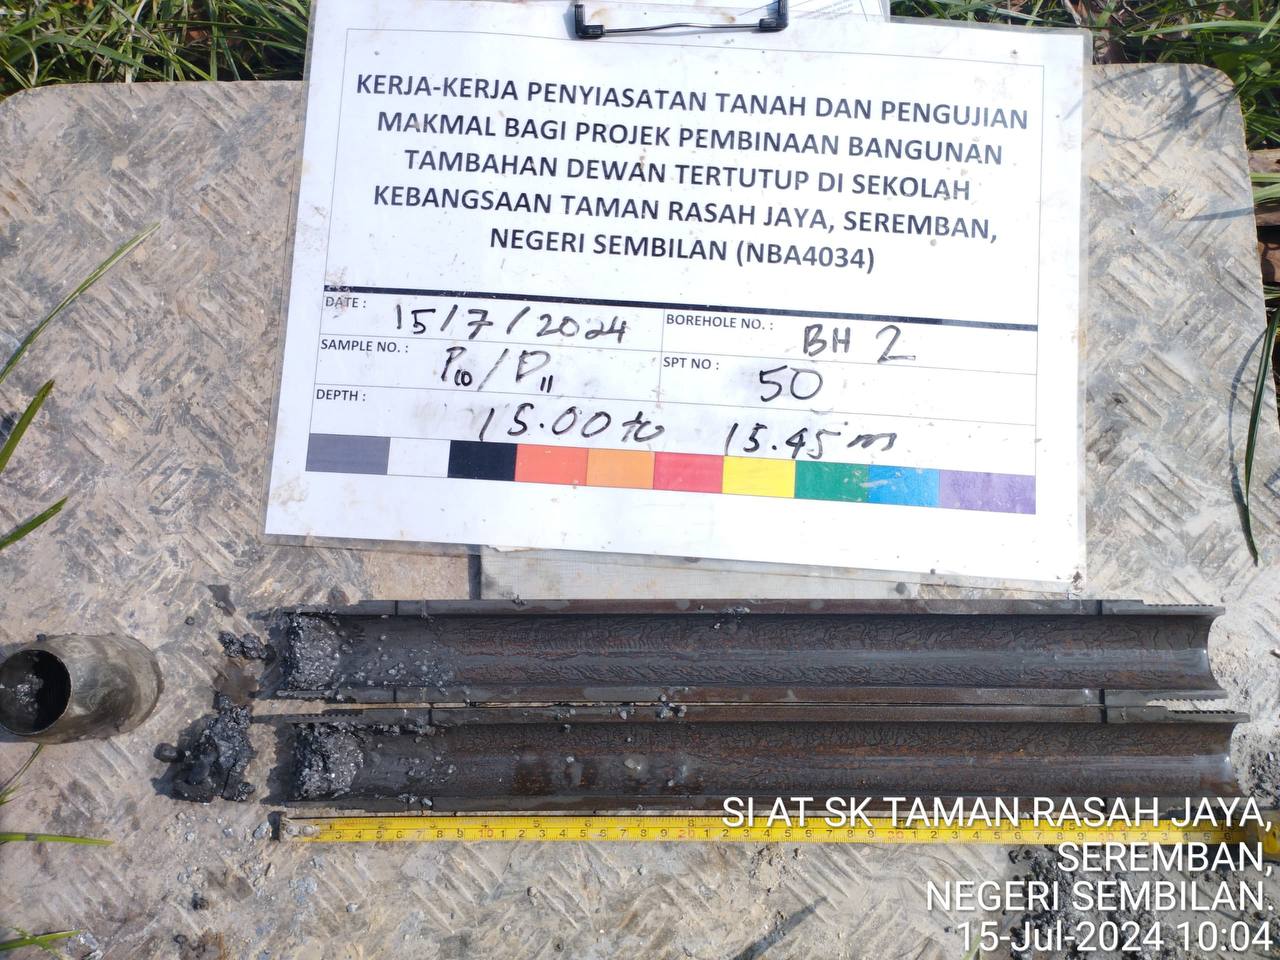 KERJA-KERJA PENYIASATAN TANAH DAN PENGUJIAN
MAKMAL BAGI PROJEK PEMBINAAN BANGUNAN
TAMBAHAN DEWAN TERTUTUP DI SEKOLAH
KEBANGSAAN TAMAN RASAH JAYA, SEREMBAN,
NEGERI SEMBILAN (NBA4034)
DATE : 15/7/2024
BOREHOLE NO. : BH 2
SAMPLE NO. : P10/D11
SPT NO : 50
DEPTH : 15.00 to 15.45 m
SI AT SK TAMAN RASAH JAYA,
SEREMBAN,
NEGERI SEMBILAN.
15-Jul-2024 10:04